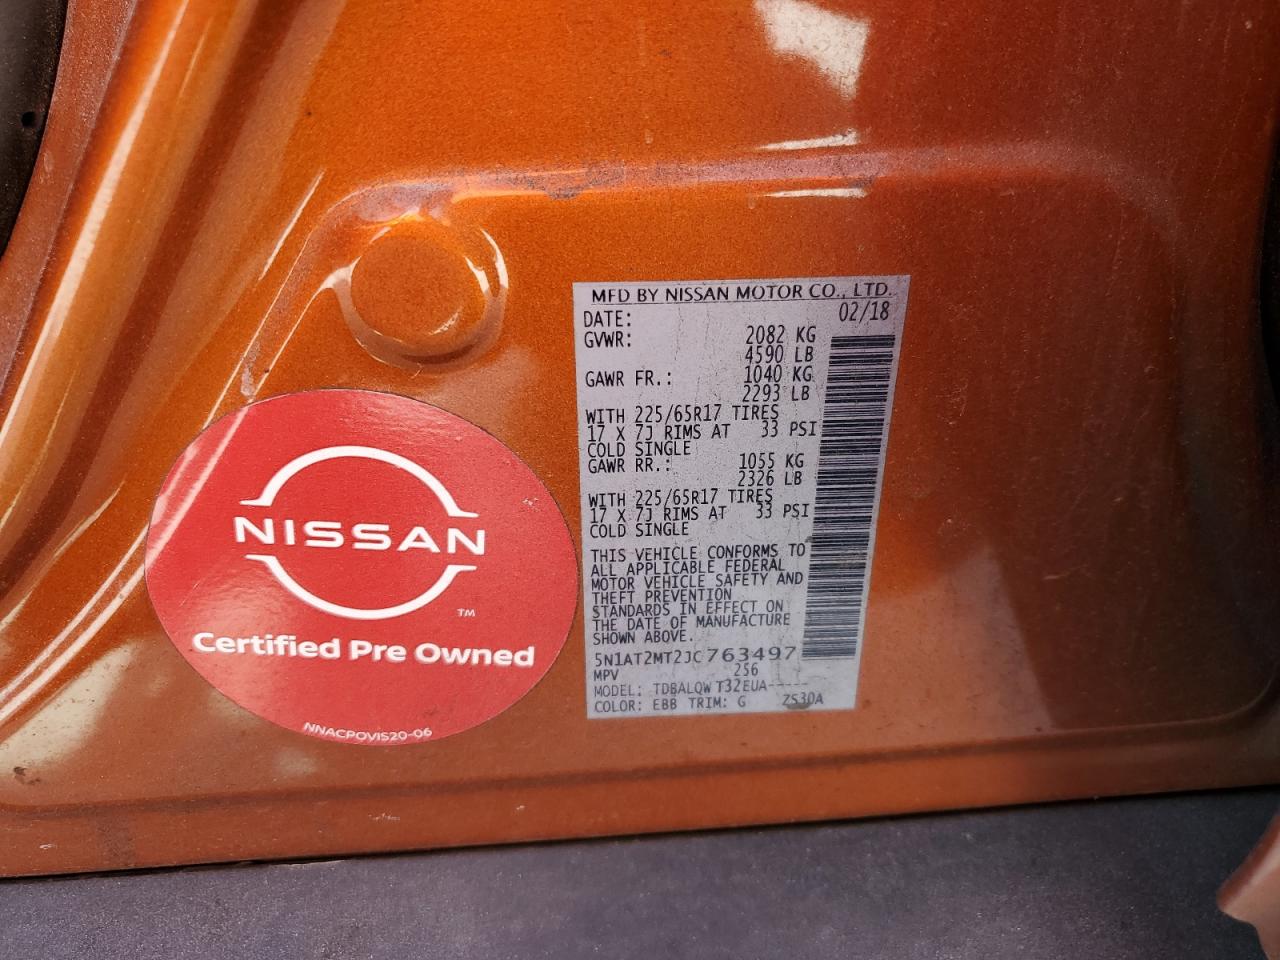 MFD BY NISSAN MOTOR CO., LTD.
DATE: 02/18
GVWR: 2082 KG
4590 LB
GAWR FR.: 1040 KG
2293 LB
WITH 225/65R17 TIRES
17 X 7J RIMS AT 33 PSI
COLD SINGLE
GAWR RR.: 1055 KG
2326 LB
WITH 225/65R17 TIRES
17 X 7J RIMS AT 33 PSI
COLD SINGLE
THIS VEHICLE CONFORMS TO
ALL APPLICABLE FEDERAL
MOTOR VEHICLE SAFETY AND
THEFT PREVENTION
STANDARDS IN EFFECT ON
THE DATE OF MANUFACTURE
SHOWN ABOVE.
5N1AT2MT2JC763497
MPV 256
MODEL: TDBALQW T32EUA-----
COLOR: EBB TRIM: G ZS30A
NISSAN
TM
Certified Pre Owned
NNACPOVIS20-06